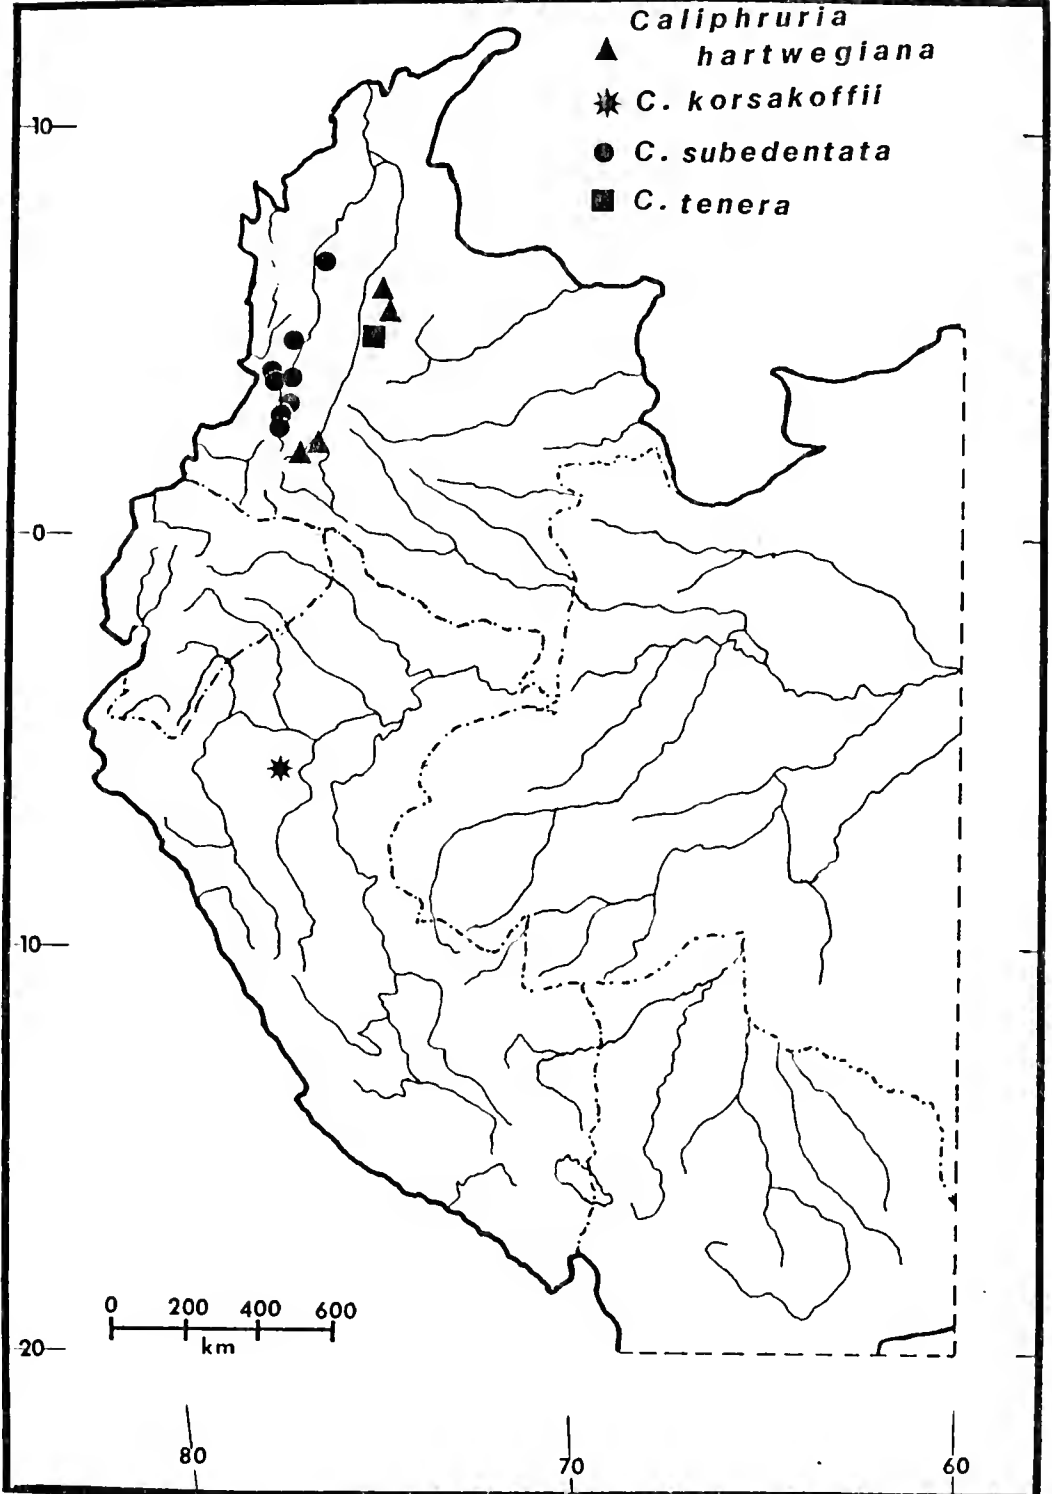 Caliphruria
hartwegiana
C. korsakoffii
C. subedentata
C. tenera
10
0
10
20
0 200 400 600
km
80 70 60